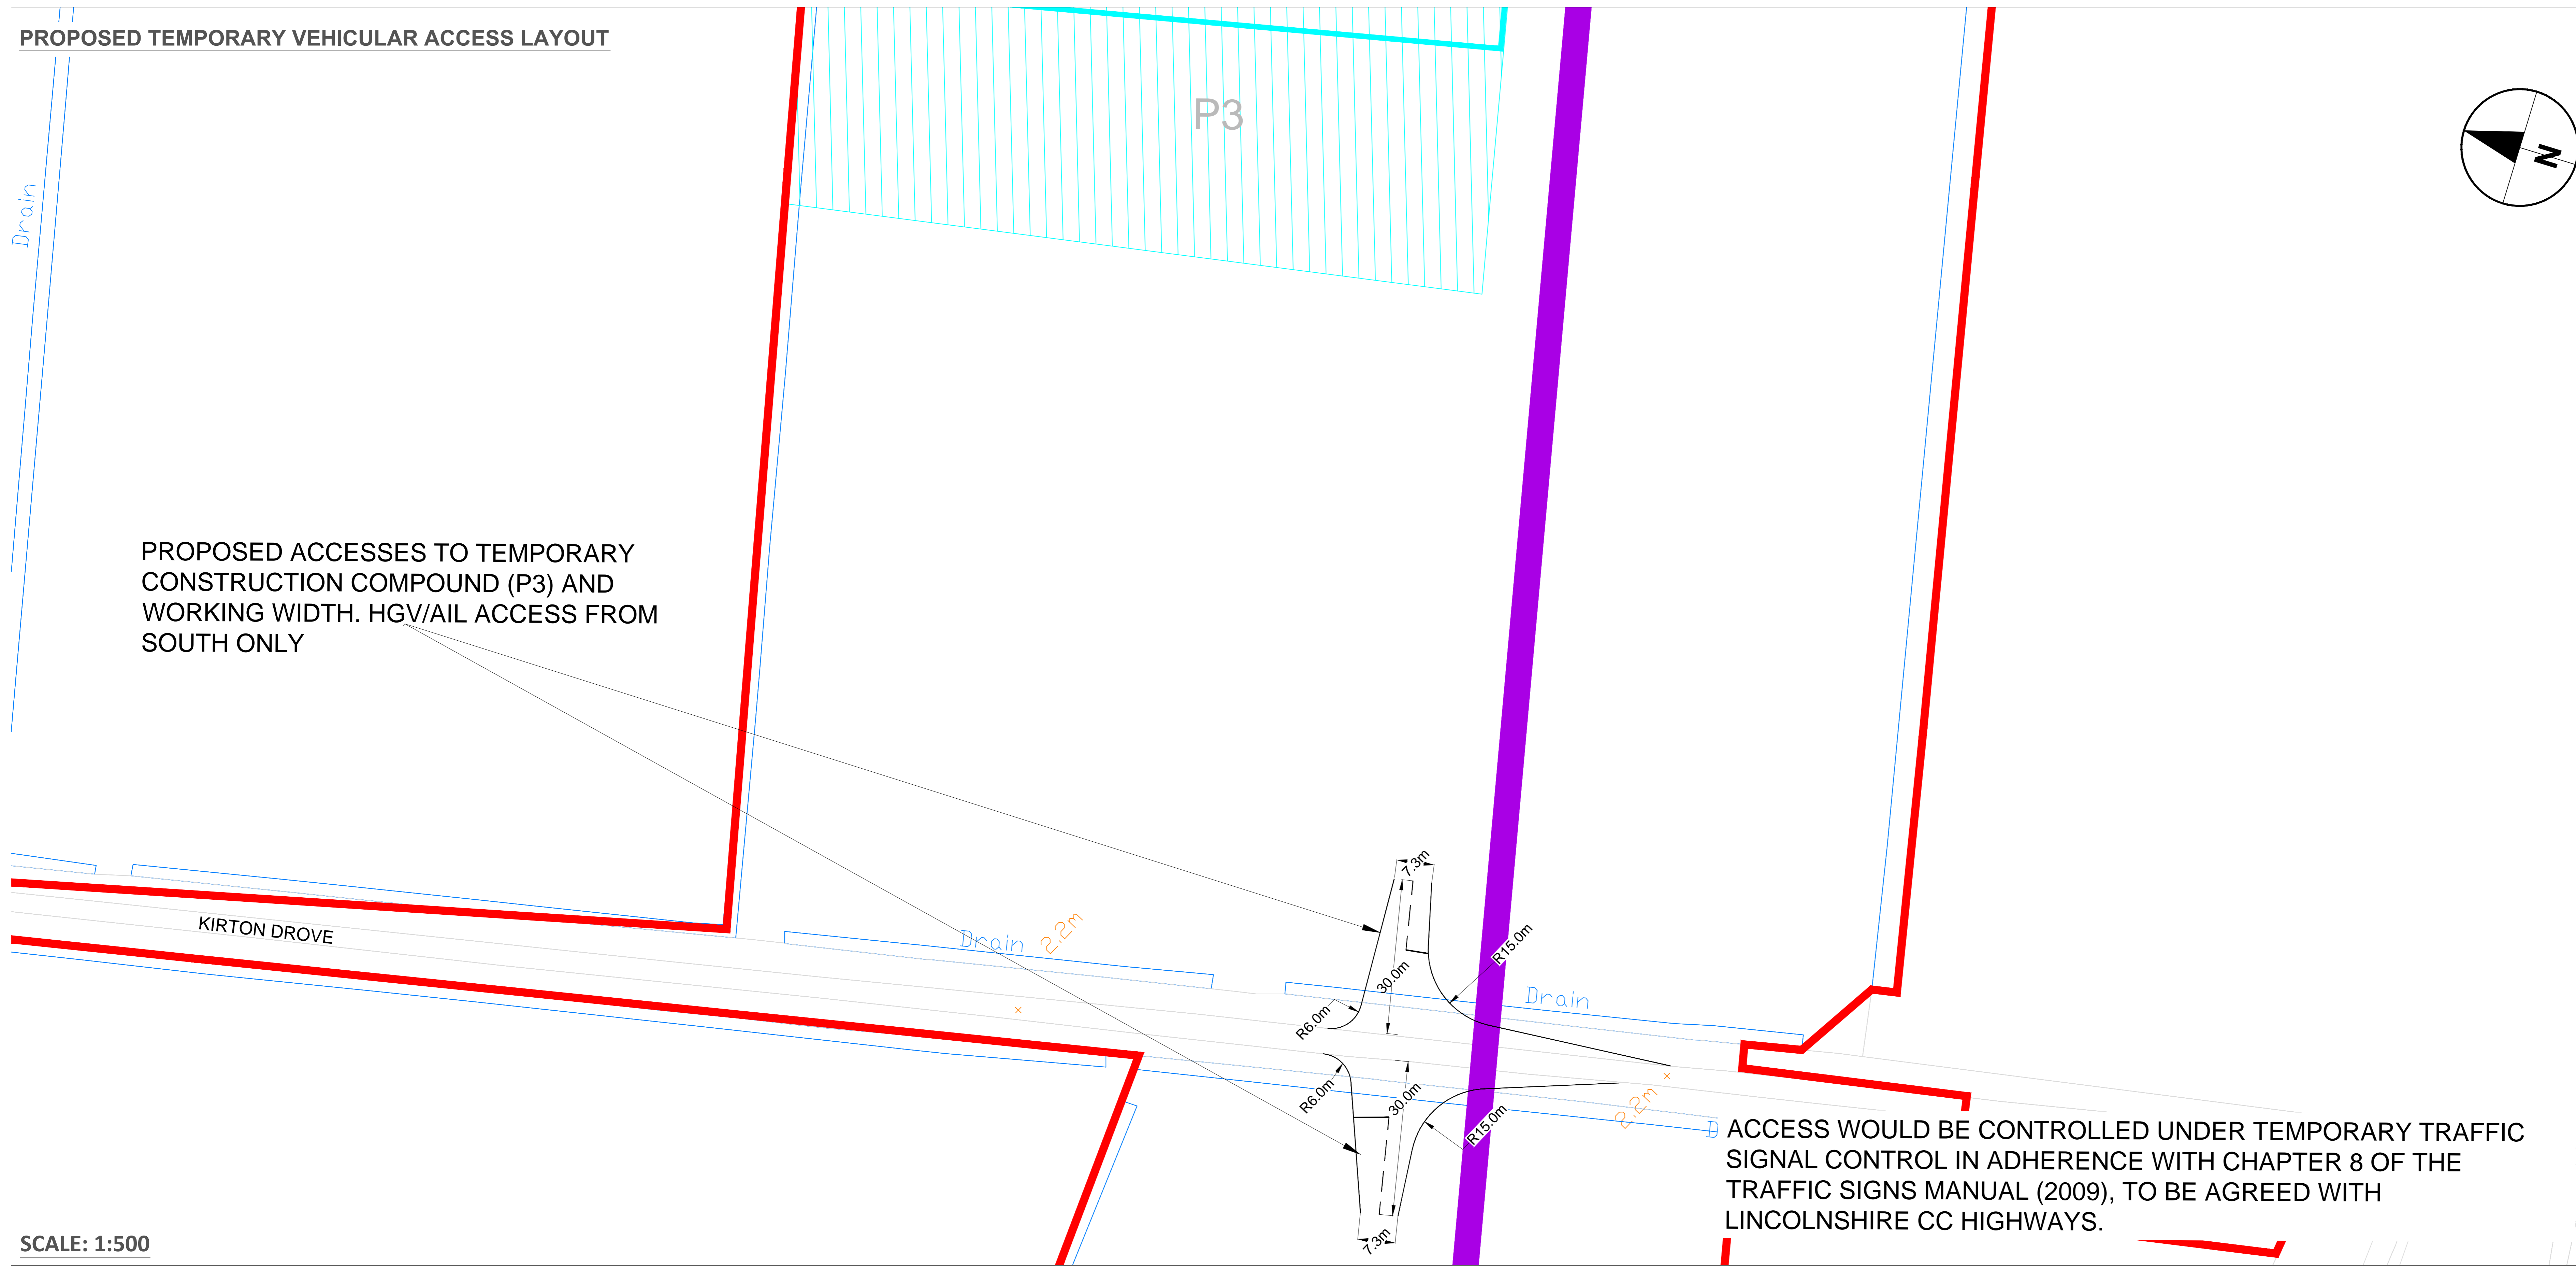 PROPOSED TEMPORARY VEHICULAR ACCESS LAYOUT
P3
N
Drain
PROPOSED ACCESSES TO TEMPORARY
CONSTRUCTION COMPOUND (P3) AND
WORKING WIDTH. HGV/AIL ACCESS FROM
SOUTH ONLY
7.3m
KIRTON DROVE
Drain
2.2m
R15.0m
30.0m
Drain
R6.0m
R6.0m
30.0m
R15.0m
2.2m
D
ACCESS WOULD BE CONTROLLED UNDER TEMPORARY TRAFFIC
SIGNAL CONTROL IN ADHERENCE WITH CHAPTER 8 OF THE
TRAFFIC SIGNS MANUAL (2009), TO BE AGREED WITH
LINCOLNSHIRE CC HIGHWAYS.
7.3m
SCALE: 1:500